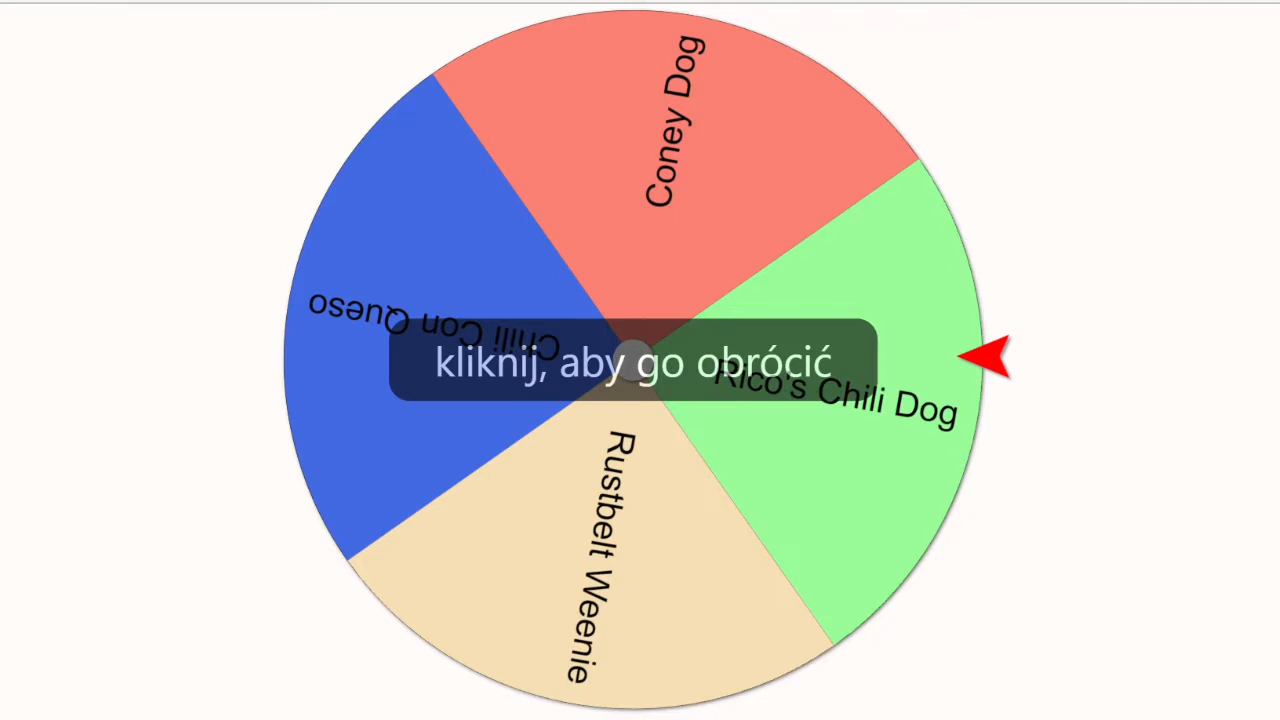 Coney Dog
Chili Con Queso
kliknij, aby go obrócić
Rico's Chili Dog
Rustbelt Weenie